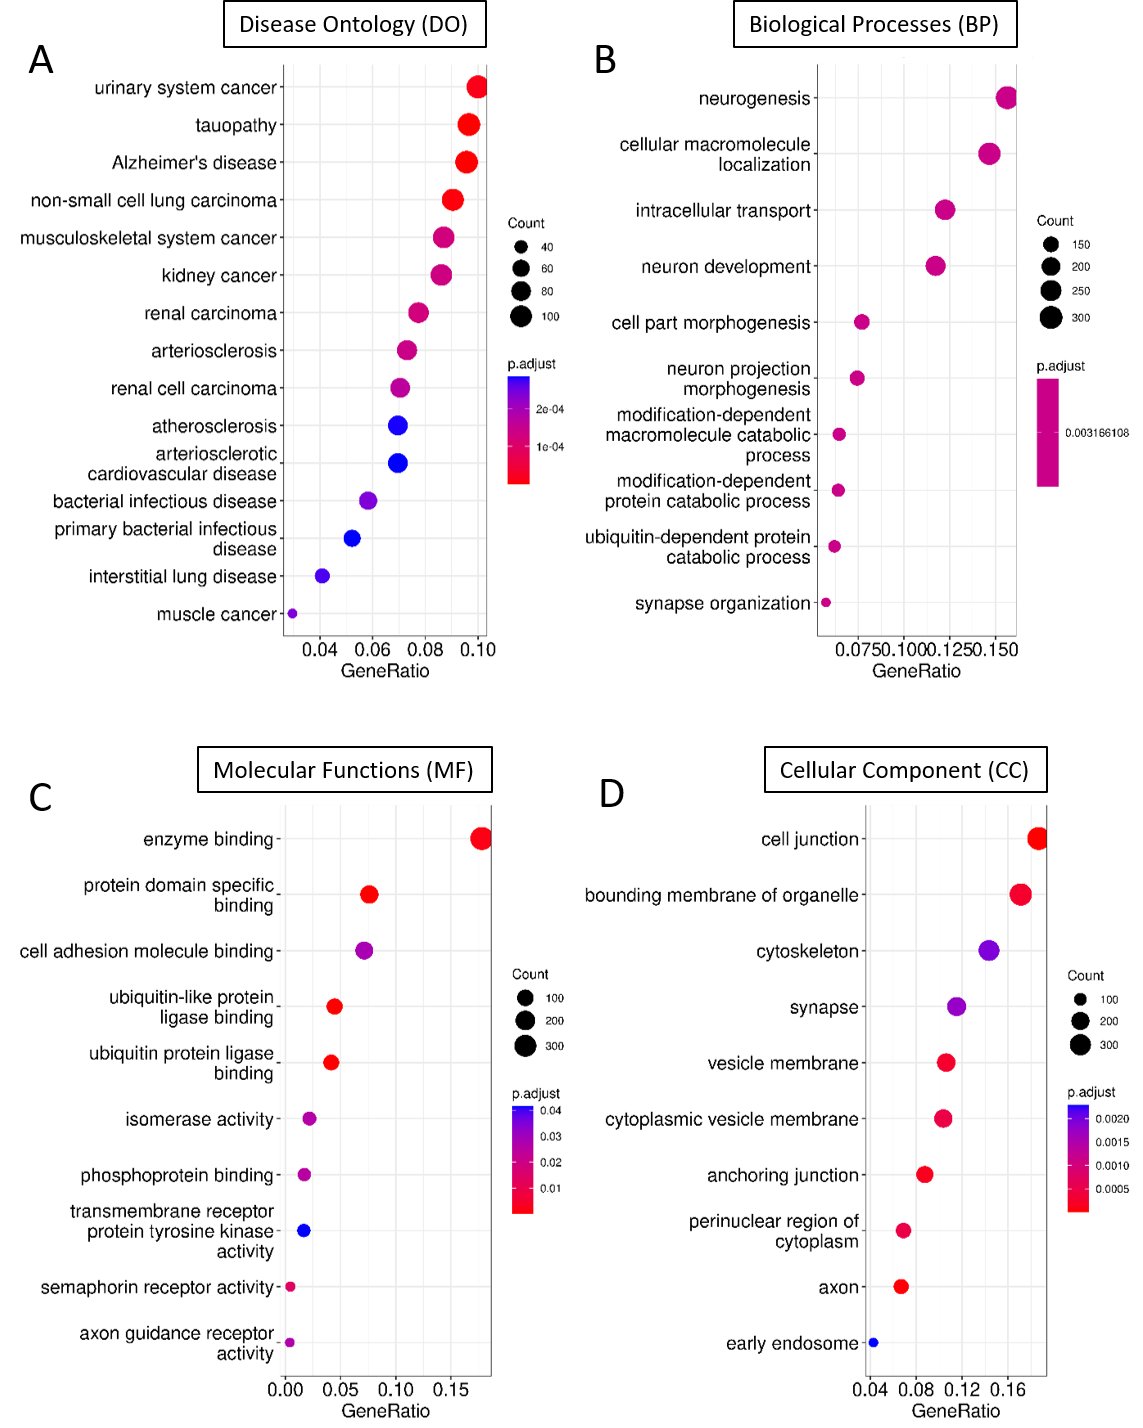 Disease Ontology (DO)
A
urinary system cancer
tauopathy
Alzheimer's disease
non-small cell lung carcinoma
musculoskeletal system cancer
kidney cancer
renal carcinoma
arteriosclerosis
renal cell carcinoma
atherosclerosis
arteriosclerotic
cardiovascular disease
bacterial infectious disease
primary bacterial infectious
disease
interstitial lung disease
muscle cancer
0.04 0.06 0.08 0.10
GeneRatio
Count
40
60
80
100
p.adjust
2e-04
1e-04
Biological Processes (BP)
B
neurogenesis
cellular macromolecule
localization
intracellular transport
neuron development
cell part morphogenesis
neuron projection
morphogenesis
modification-dependent
macromolecule catabolic
process
modification-dependent
protein catabolic process
ubiquitin-dependent protein
catabolic process
synapse organization
0.075 0.100 0.125 0.150
GeneRatio
Count
150
200
250
300
p.adjust
0.003166108
Molecular Functions (MF)
C
enzyme binding
protein domain specific
binding
cell adhesion molecule binding
ubiquitin-like protein
ligase binding
ubiquitin protein ligase
binding
isomerase activity
phosphoprotein binding
transmembrane receptor
protein tyrosine kinase
activity
semaphorin receptor activity
axon guidance receptor
activity
0.00 0.05 0.10 0.15
GeneRatio
Count
100
200
300
p.adjust
0.04
0.03
0.02
0.01
Cellular Component (CC)
D
cell junction
bounding membrane of organelle
cytoskeleton
synapse
vesicle membrane
cytoplasmic vesicle membrane
anchoring junction
perinuclear region of
cytoplasm
axon
early endosome
0.04 0.08 0.12 0.16
GeneRatio
Count
100
200
300
p.adjust
0.0020
0.0015
0.0010
0.0005